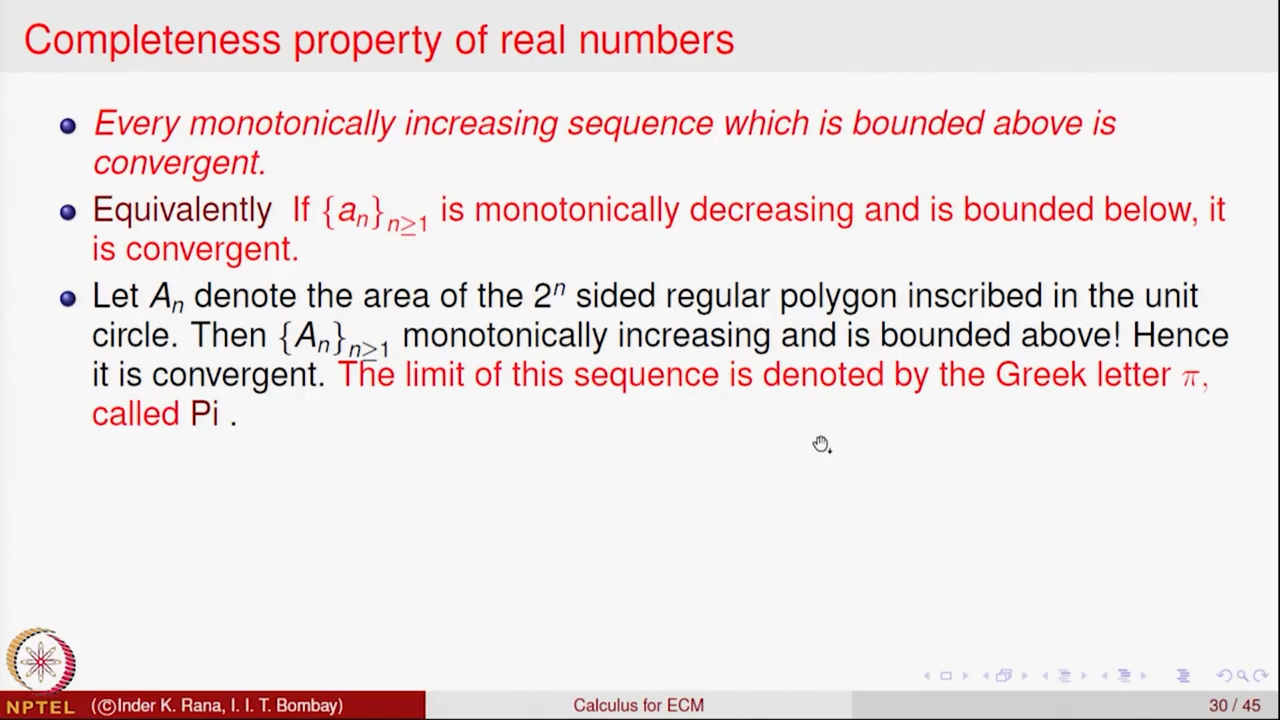 Completeness property of real numbers
Every monotonically increasing sequence which is bounded above is
convergent.
Equivalently If {aₙ}ₙ≥₁ is monotonically decreasing and is bounded below, it
is convergent.
Let Aₙ denote the area of the 2ⁿ sided regular polygon inscribed in the unit
circle. Then {Aₙ}ₙ≥₁ monotonically increasing and is bounded above! Hence
it is convergent. The limit of this sequence is denoted by the Greek letter π,
called Pi .
NPTEL
(©Inder K. Rana, I. I. T. Bombay)
Calculus for ECM
30 / 45